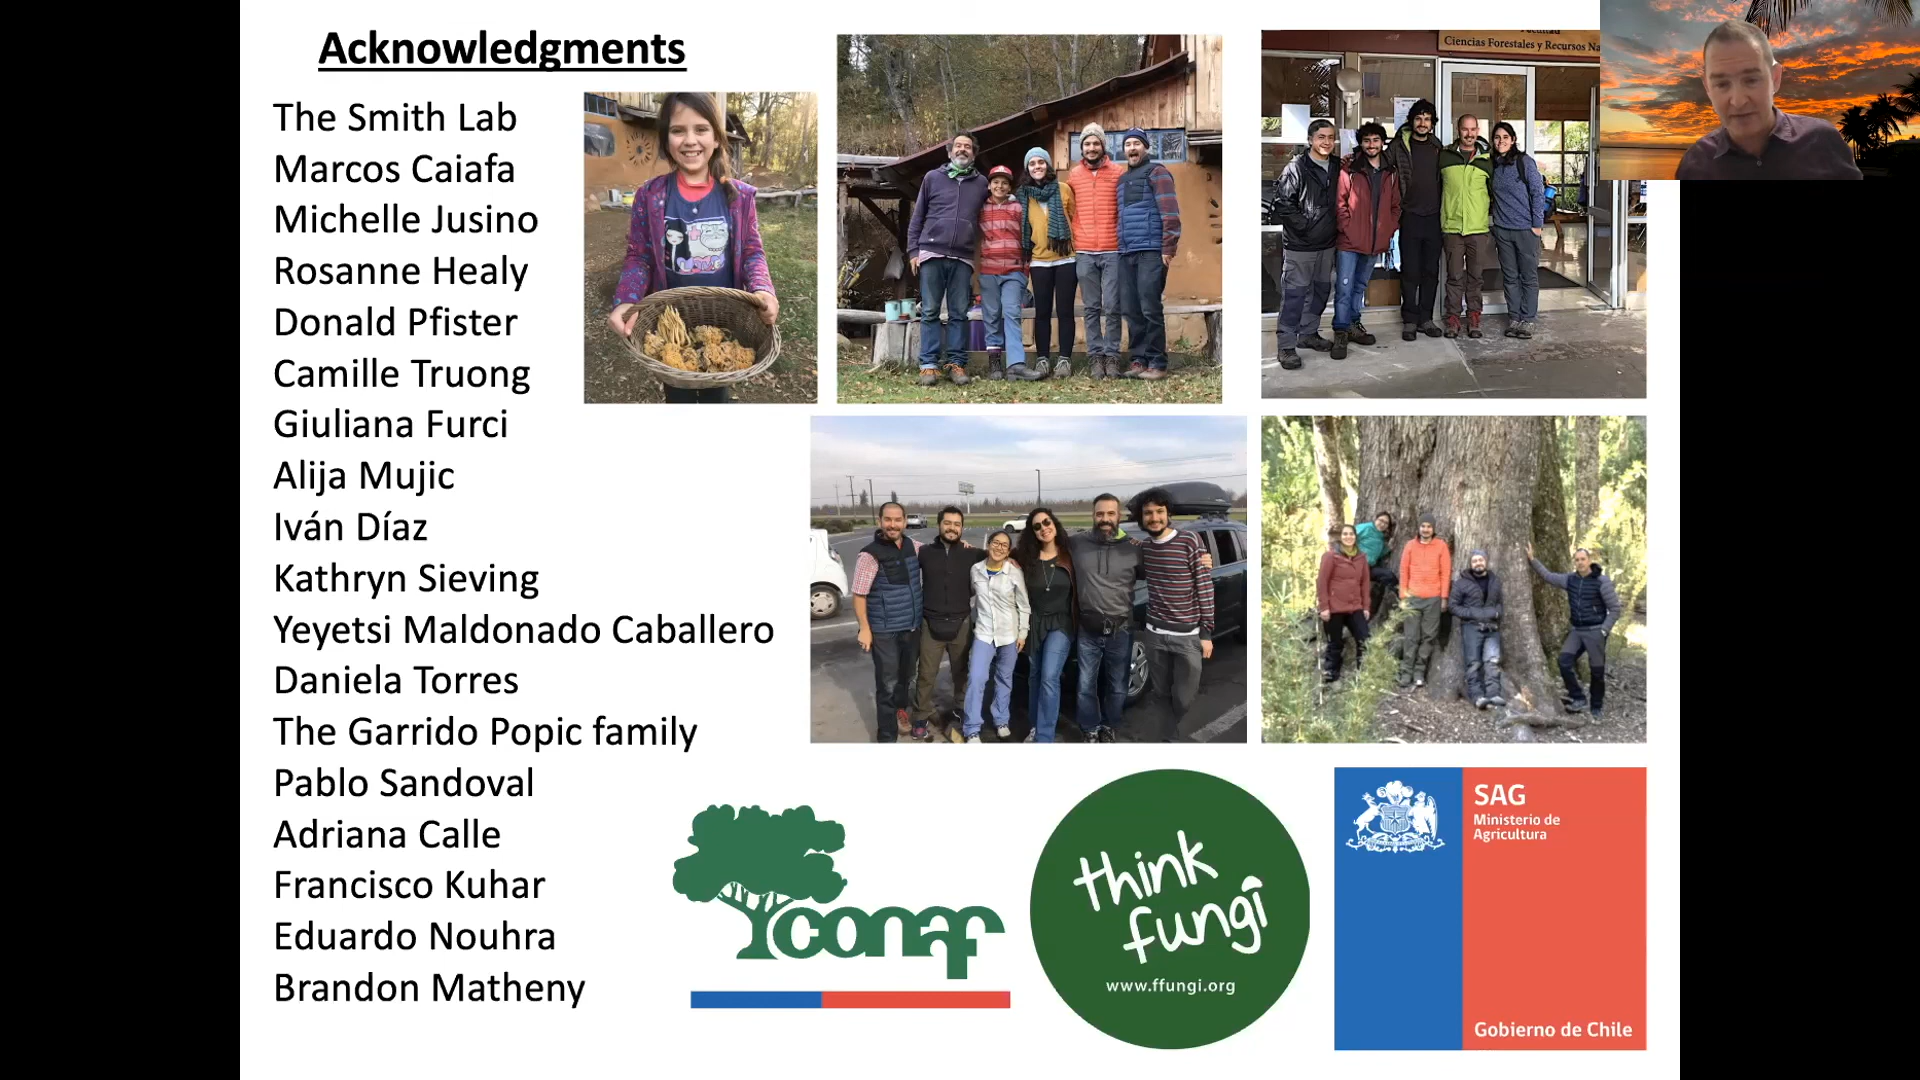 Acknowledgments
The Smith Lab
Marcos Caiafa
Michelle Jusino
Rosanne Healy
Donald Pfister
Camille Truong
Giuliana Furci
Alija Mujic
Iván Díaz
Kathryn Sieving
Yeyetsi Maldonado Caballero
Daniela Torres
The Garrido Popic family
Pablo Sandoval
Adriana Calle
Francisco Kuhar
Eduardo Nouhra
Brandon Matheny
Ciencias Forestales y Recursos Na
conaf
think
fungi
www.ffungi.org
SAG
Ministerio de
Agricultura
Gobierno de Chile